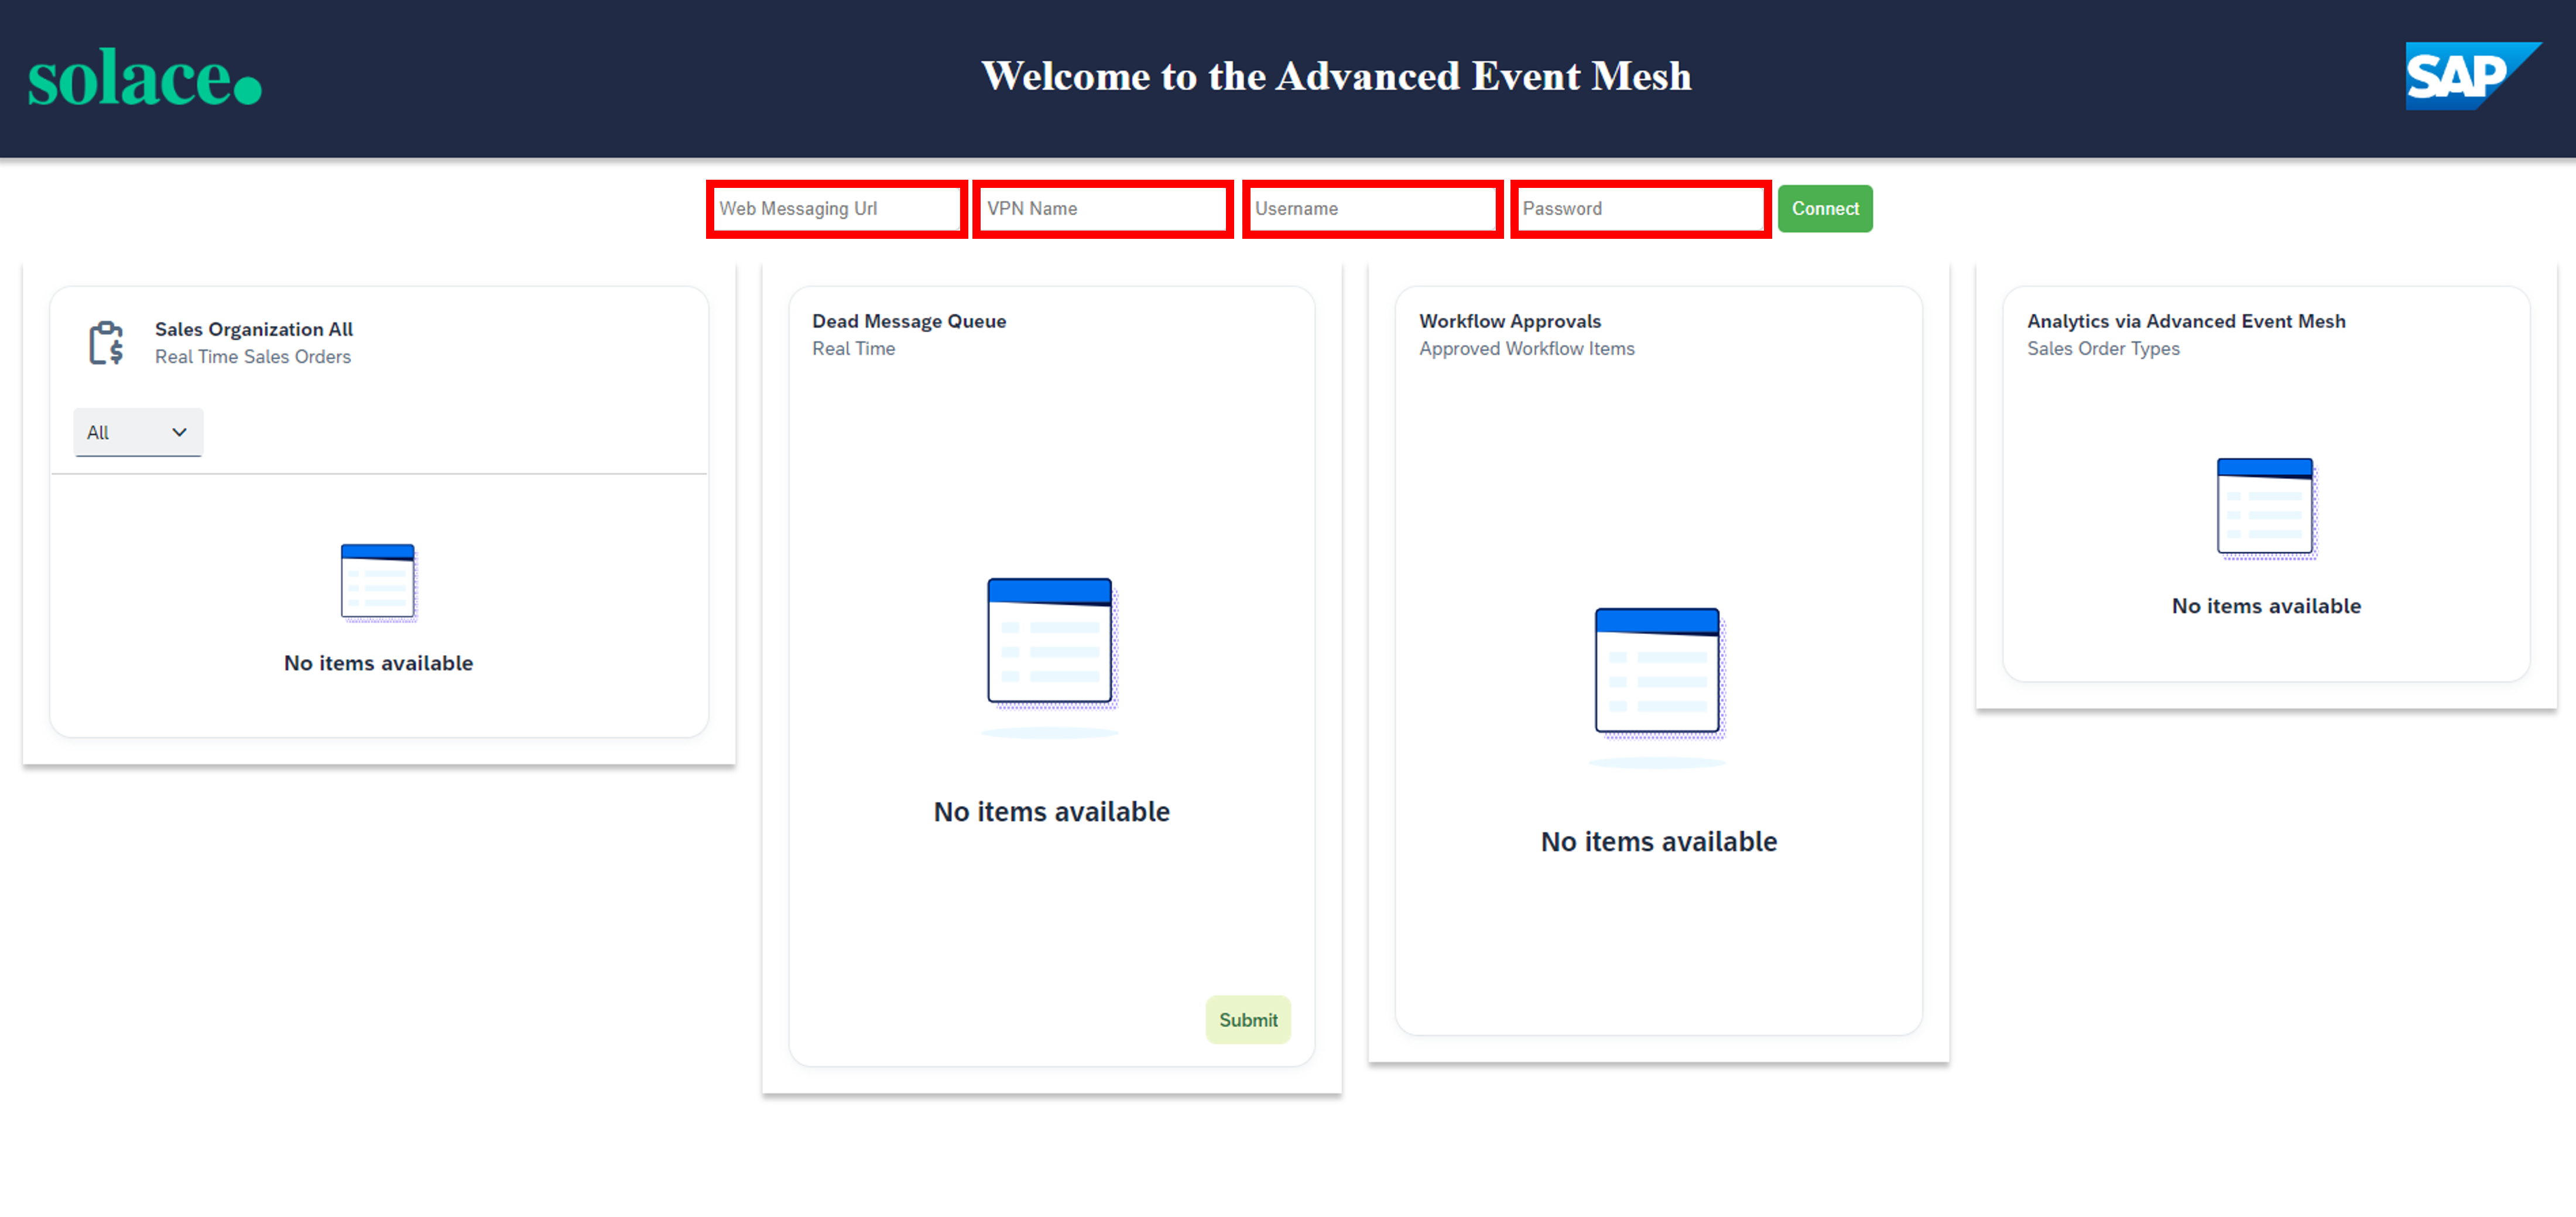 solace.
Welcome to the Advanced Event Mesh
SAP
Web Messaging Url
VPN Name
Username
Password
Connect
Sales Organization All
Real Time Sales Orders
All
No items available
Dead Message Queue
Real Time
No items available
Submit
Workflow Approvals
Approved Workflow Items
No items available
Analytics via Advanced Event Mesh
Sales Order Types
No items available